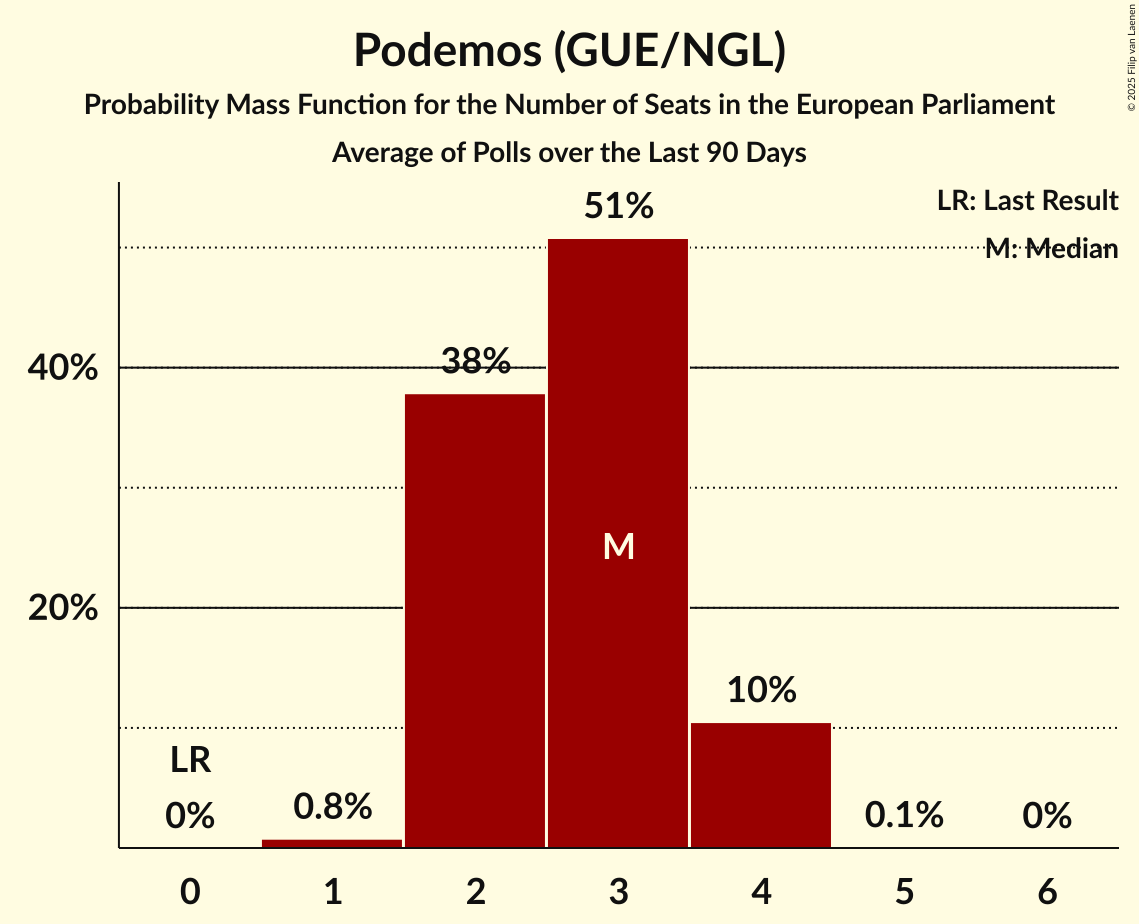 Podemos (GUE/NGL)
Probability Mass Function for the Number of Seats in the European Parliament
Average of Polls over the Last 90 Days
© 2025 Filip van Laenen
LR: Last Result
M: Median
51%
38%
40%
M
20%
10%
LR
0%
0.8%
0.1%
0%
0
1
2
3
4
5
6